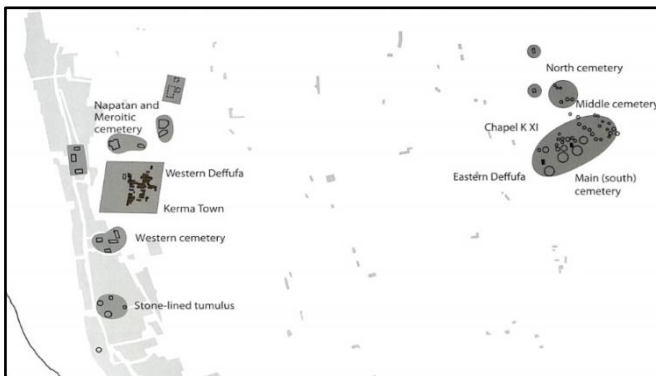 North cemetery
Napatan and
Meroitic
cemetery
Middle cemetery
Chapel K XI
Western Deffufa
Eastern Deffufa
Main (south)
cemetery
Kerma Town
Western cemetery
Stone-lined tumulus